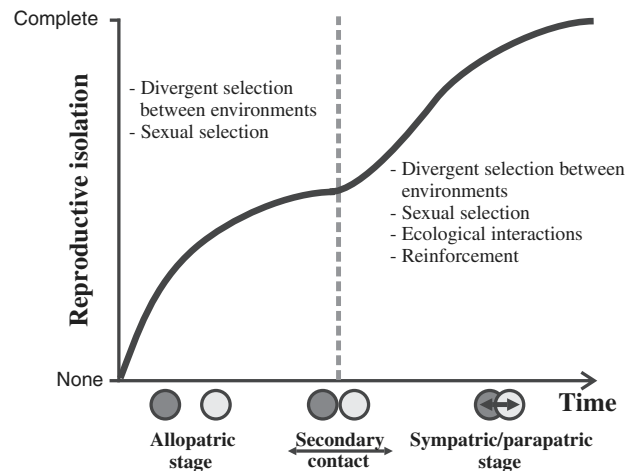 Complete
Reproductive isolation
- Divergent selection
between environments
- Sexual selection
- Divergent selection between
environments
- Sexual selection
- Ecological interactions
- Reinforcement
None
Time
Allopatric
stage
Secondary
contact
Sympatric/parapatric
stage